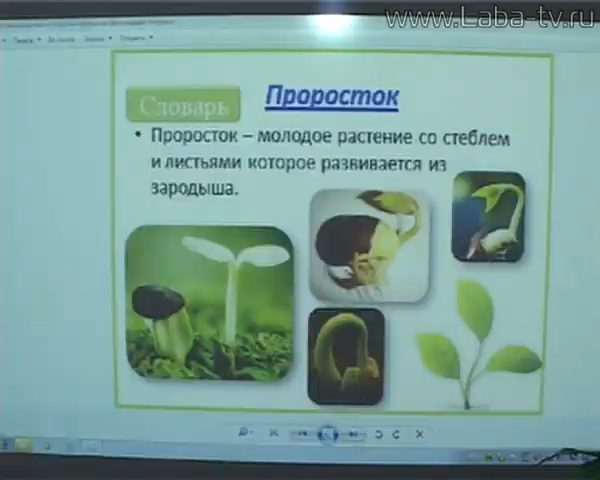 www.Laba-tv.ru
Словарь
Проросток
• Проросток – молодое растение со стеблем
и листьями которое развивается из
зародыша.